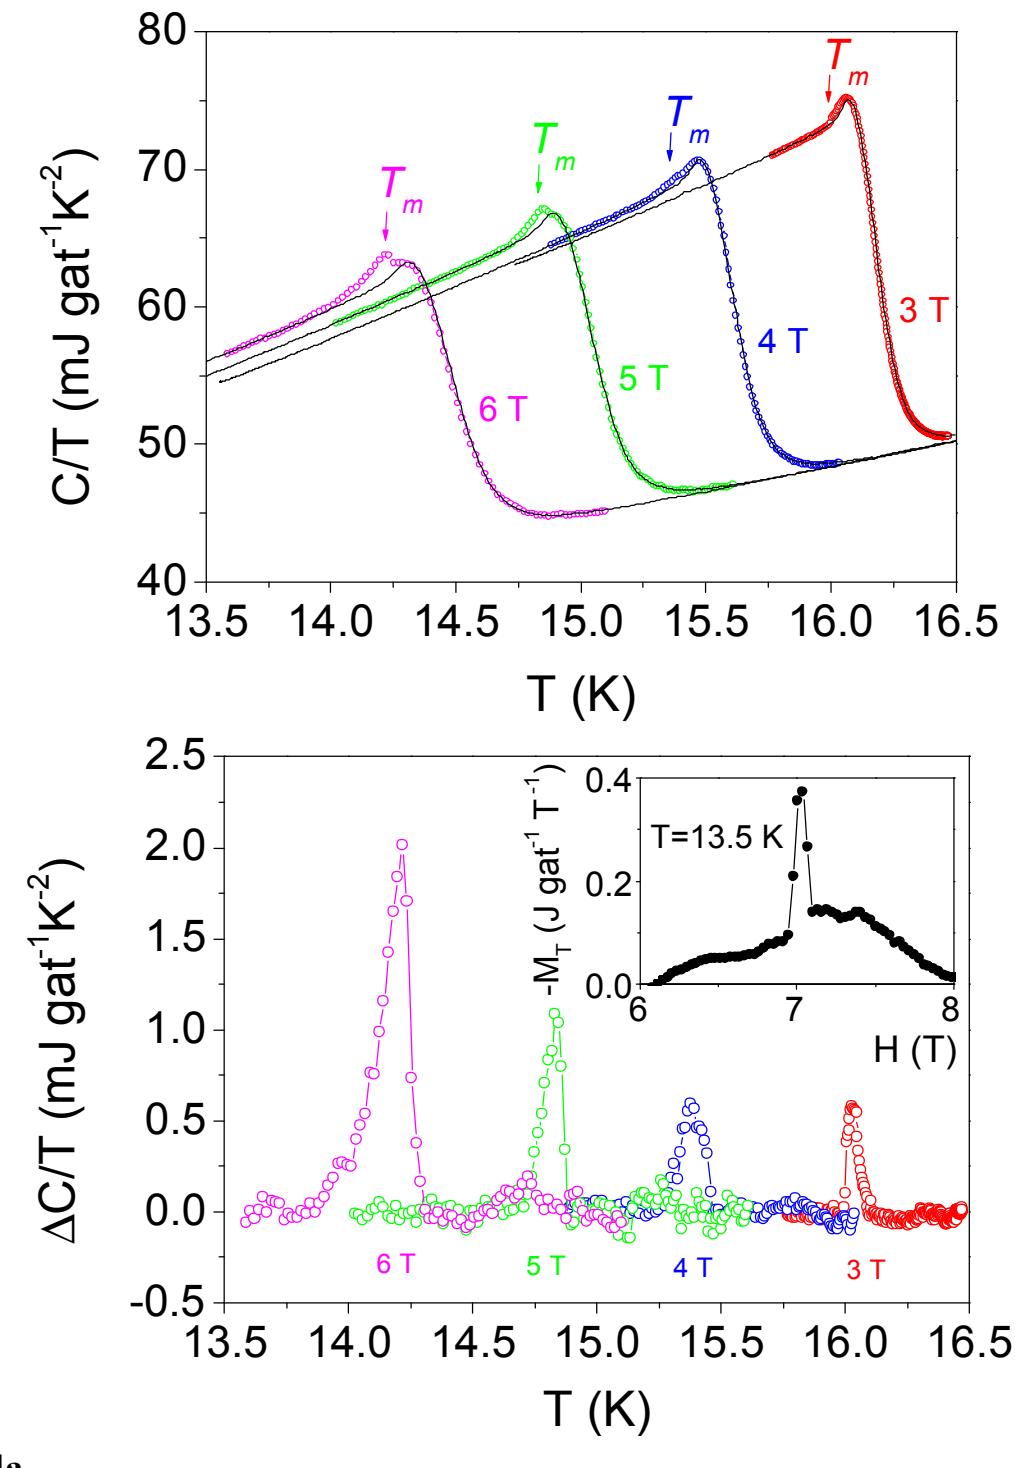 80
70
60
50
40
C/T (mJ gat⁻¹K⁻²)
T_m
T_m
T_m
T_m
3 T
4 T
5 T
6 T
13.5 14.0 14.5 15.0 15.5 16.0 16.5
T (K)
2.5
2.0
1.5
1.0
0.5
0.0
-0.5
ΔC/T (mJ gat⁻¹K⁻²)
0.4
0.2
0.0
-M_T (J gat⁻¹ T⁻¹)
T=13.5 K
6 7 8
H (T)
6 T 5 T 4 T 3 T
13.5 14.0 14.5 15.0 15.5 16.0 16.5
T (K)